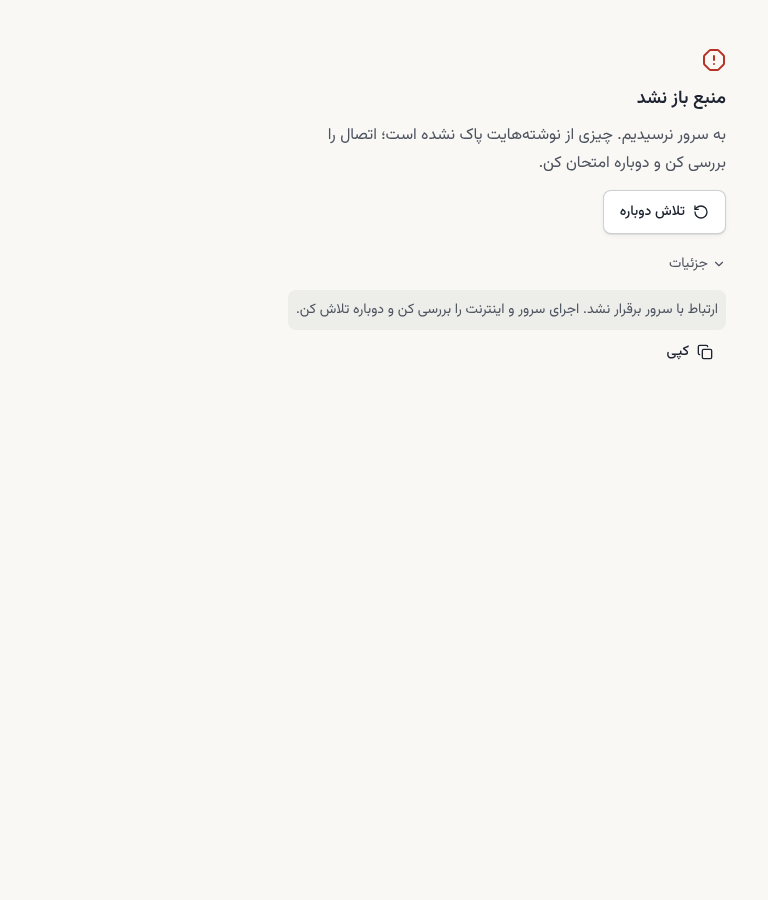 منبع باز نشد
به سرور نرسیدیم. چیزی از نوشته‌هایت پاک نشده است؛ اتصال را
بررسی کن و دوباره امتحان کن.
تلاش دوباره
جزئیات
ارتباط با سرور برقرار نشد. اجرای سرور و اینترنت را بررسی کن و دوباره تلاش کن.
کپی